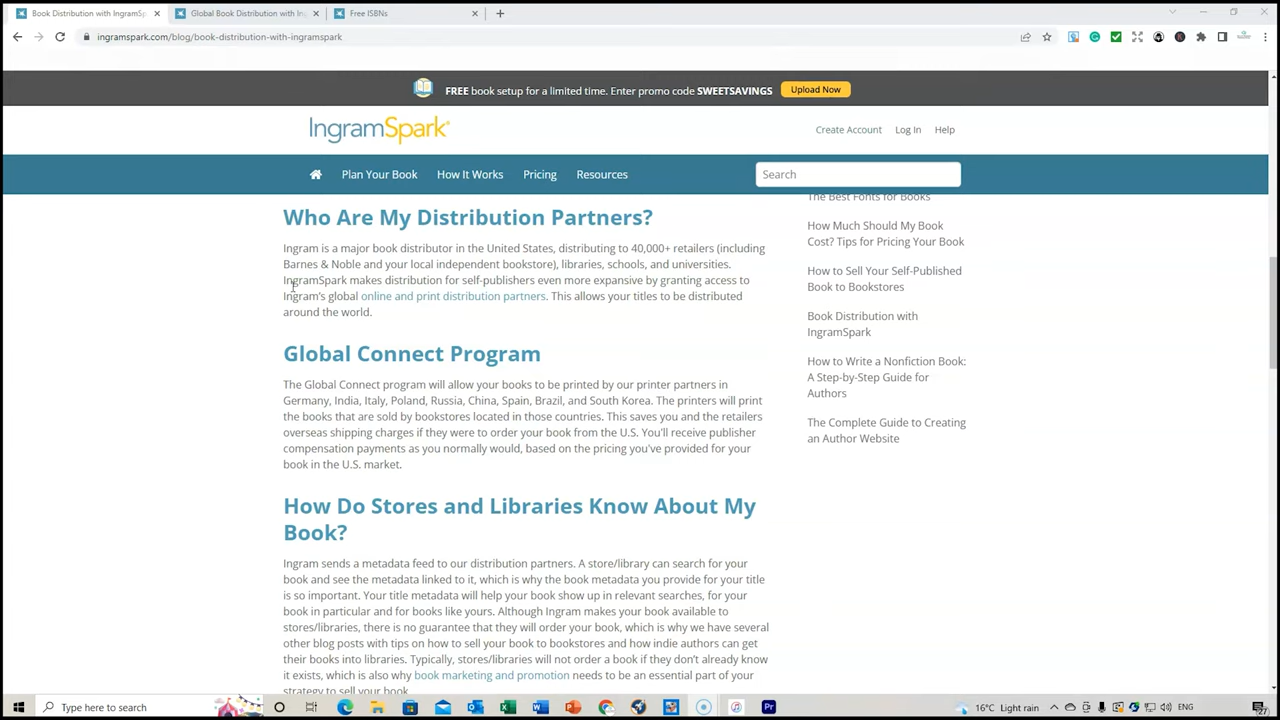 Book Distribution with IngramSp
Global Book Distribution with In
Free ISBNs
ingramspark.com/blog/book-distribution-with-ingramspark
FREE book setup for a limited time. Enter promo code SWEETSAVINGS
Upload Now
IngramSpark
Create Account
Log In
Help
Plan Your Book
How It Works
Pricing
Resources
Search
Who Are My Distribution Partners?
Ingram is a major book distributor in the United States, distributing to 40,000+ retailers (including
Barnes & Noble and your local independent bookstore), libraries, schools, and universities.
IngramSpark makes distribution for self-publishers even more expansive by granting access to
Ingram's global online and print distribution partners. This allows your titles to be distributed
around the world.
Global Connect Program
The Global Connect program will allow your books to be printed by our printer partners in
Germany, India, Italy, Poland, Russia, China, Spain, Brazil, and South Korea. The printers will print
the books that are sold by bookstores located in those countries. This saves you and the retailers
overseas shipping charges if they were to order your book from the U.S. You'll receive publisher
compensation payments as you normally would, based on the pricing you've provided for your
book in the U.S. market.
How Do Stores and Libraries Know About My
Book?
Ingram sends a metadata feed to our distribution partners. A store/library can search for your
book and see the metadata linked to it, which is why the book metadata you provide for your title
is so important. Your title metadata will help your book show up in relevant searches, for your
book in particular and for books like yours. Although Ingram makes your book available to
stores/libraries, there is no guarantee that they will order your book, which is why we have several
other blog posts with tips on how to sell your book to bookstores and how indie authors can get
their books into libraries. Typically, stores/libraries will not order a book if they don't already know
it exists, which is also why book marketing and promotion needs to be an essential part of your
strategy to sell your book.
The Best Fonts for Books
How Much Should My Book
Cost? Tips for Pricing Your Book
How to Sell Your Self-Published
Book to Bookstores
Book Distribution with
IngramSpark
How to Write a Nonfiction Book:
A Step-by-Step Guide for
Authors
The Complete Guide to Creating
an Author Website
Type here to search
16°C Light rain
ENG